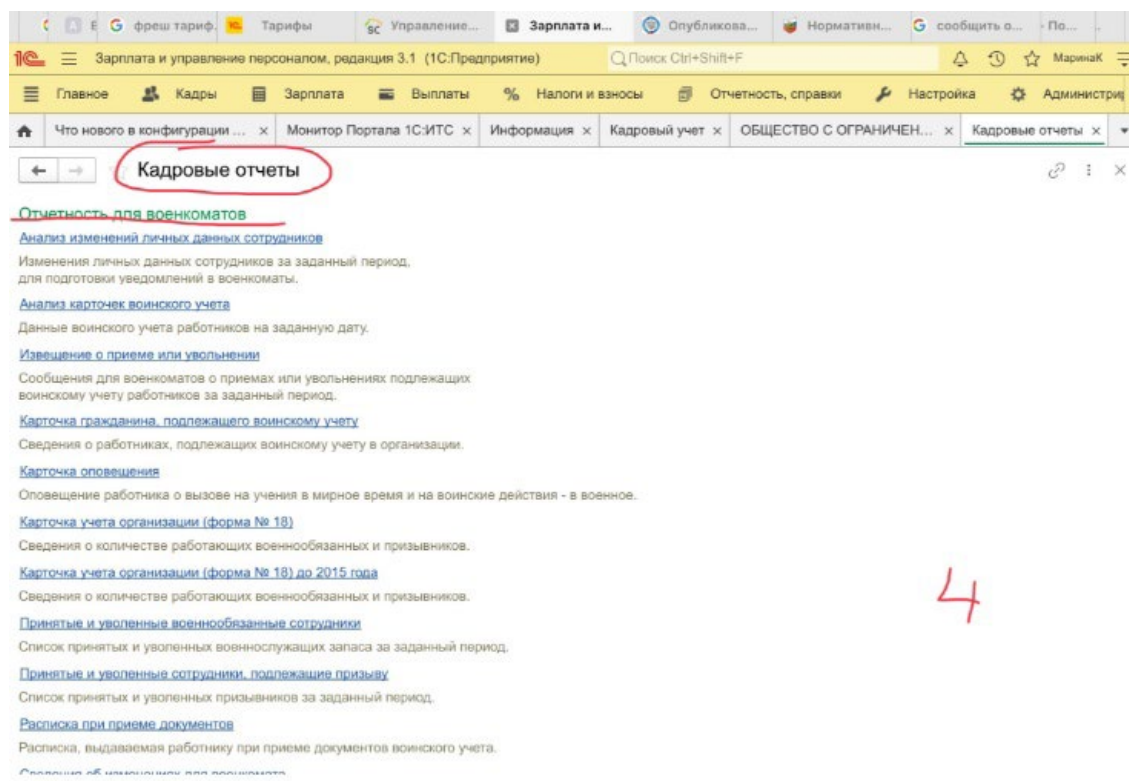 фреш тариф.
Тарифы
Управление...
Зарплата и...
Опубликова...
Нормативн...
сообщить о...
По...
Зарплата и управление персоналом, редакция 3.1 (1С:Предприятие)
Поиск Ctrl+Shift+F
МаринаК
Главное
Кадры
Зарплата
Выплаты
Налоги и взносы
Отчетность, справки
Настройка
Администри
Что нового в конфигурации ...
Монитор Портала 1С:ИТС
Информация
Кадровый учет
ОБЩЕСТВО С ОГРАНИЧЕН...
Кадровые отчеты
Кадровые отчеты
Отчетность для военкоматов
Анализ изменений личных данных сотрудников
Изменения личных данных сотрудников за заданный период,
для подготовки уведомлений в военкоматы.
Анализ карточек воинского учета
Данные воинского учета работников на заданную дату.
Извещение о приеме или увольнении
Сообщения для военкоматов о приемах или увольнениях подлежащих
воинскому учету работников за заданный период.
Карточка гражданина, подлежащего воинскому учету
Сведения о работниках, подлежащих воинскому учету в организации.
Карточка оповещения
Оповещение работника о вызове на учения в мирное время и на воинские действия - в военное.
Карточка учета организации (форма № 18)
Сведения о количестве работающих военнообязанных и призывников.
Карточка учета организации (форма № 18) до 2015 года
Сведения о количестве работающих военнообязанных и призывников.
4
Принятые и уволенные военнообязанные сотрудники
Список принятых и уволенных военнослужащих запаса за заданный период.
Принятые и уволенные сотрудники, подлежащие призыву
Список принятых и уволенных призывников за заданный период.
Расписка при приеме документов
Расписка, выдаваемая работнику при приеме документов воинского учета.
Сведения об изменениях для военкомата